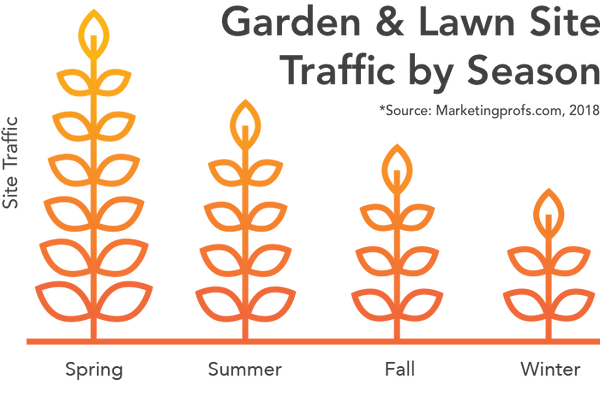 Garden & Lawn Site
Traffic by Season
*Source: Marketingprofs.com, 2018
Site Traffic
Spring
Summer
Fall
Winter